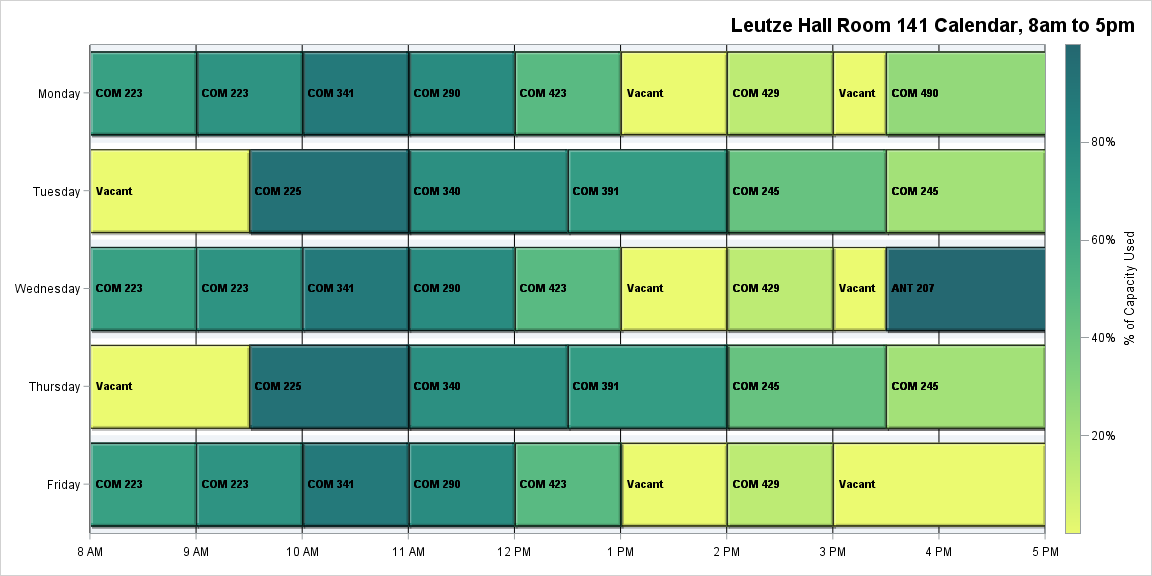 Leutze Hall Room 141 Calendar, 8am to 5pm
Monday COM 223 COM 223 COM 341 COM 290 COM 423 Vacant COM 429 Vacant COM 490
80%
Tuesday Vacant COM 225 COM 340 COM 391 COM 245 COM 245
60%
% of Capacity Used
Wednesday COM 223 COM 223 COM 341 COM 290 COM 423 Vacant COM 429 Vacant ANT 207
40%
Thursday Vacant COM 225 COM 340 COM 391 COM 245 COM 245
20%
Friday COM 223 COM 223 COM 341 COM 290 COM 423 Vacant COM 429 Vacant
8 AM 9 AM 10 AM 11 AM 12 PM 1 PM 2 PM 3 PM 4 PM 5 PM